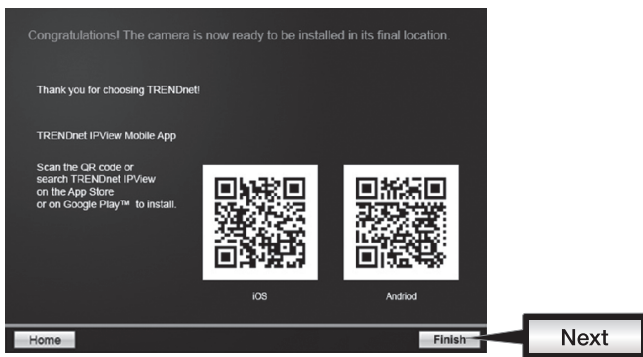 Congratulations! The camera is now ready to be installed in its final location.
Thank you for choosing TRENDnet!
TRENDnet IPView Mobile App
Scan the QR code or
search TRENDnet IPView
on the App Store
or on Google Play™ to install.
iOS
Andriod
Home
Finish
Next